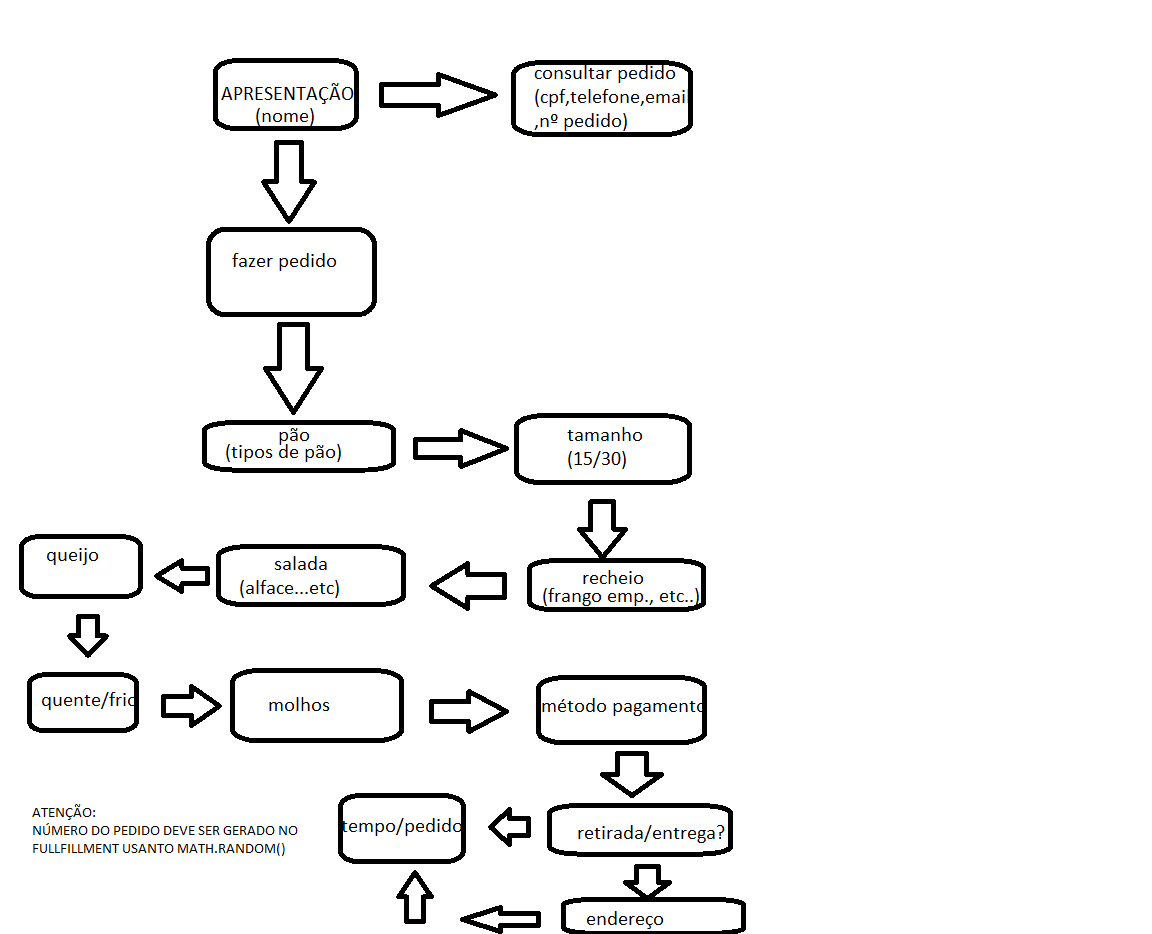 APRESENTAÇÃO
(nome)
consultar pedido
(cpf,telefone,email
,nº pedido)
fazer pedido
pão
(tipos de pão)
tamanho
(15/30)
recheio
(frango emp., etc..)
salada
(alface...etc)
queijo
quente/frio
molhos
método pagamento
retirada/entrega?
tempo/pedido
endereço
ATENÇÃO:
NÚMERO DO PEDIDO DEVE SER GERADO NO
FULLFILLMENT USANTO MATH.RANDOM()